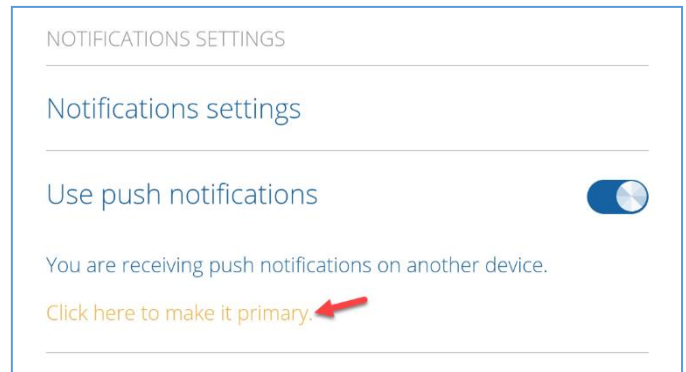 NOTIFICATIONS SETTINGS
Notifications settings
Use push notifications
You are receiving push notifications on another device.
Click here to make it primary.